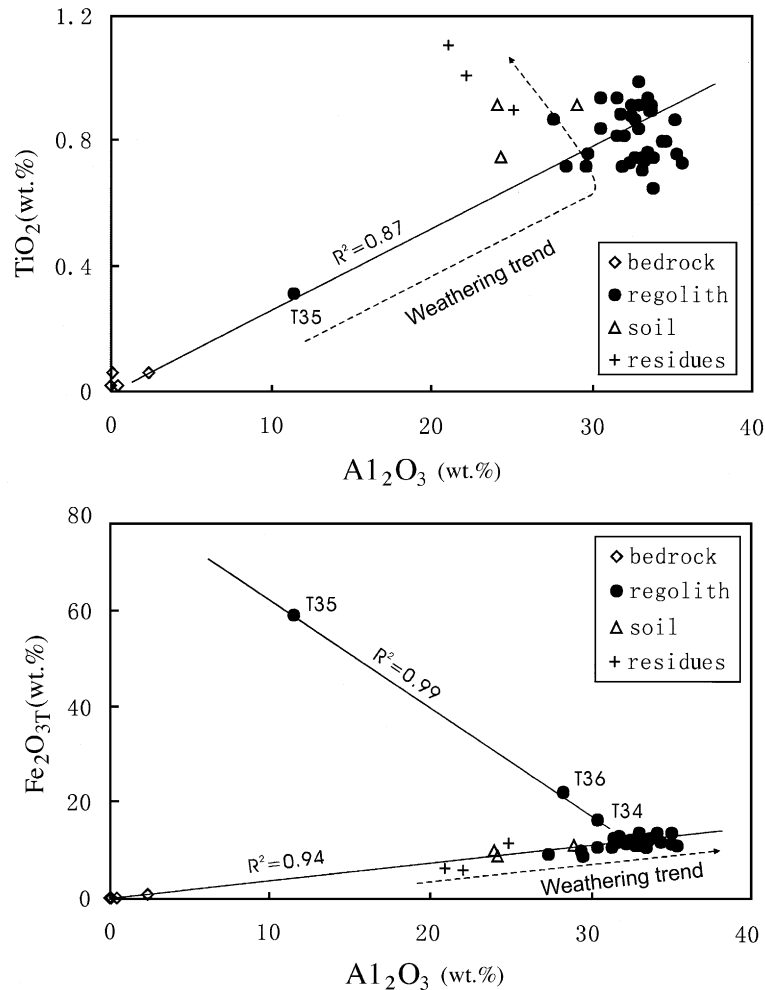 1.2
0.8
0.4
0
TiO₂(wt.%)
R²=0.87
T35
Weathering trend
bedrock
regolith
soil
residues
0 10 20 30 40
Al₂O₃ (wt.%)
80
60
40
20
0
Fe₂O₃T(wt.%)
T35
R²=0.99
T36
T34
R²=0.94
Weathering trend
bedrock
regolith
soil
residues
0 10 20 30 40
Al₂O₃ (wt.%)